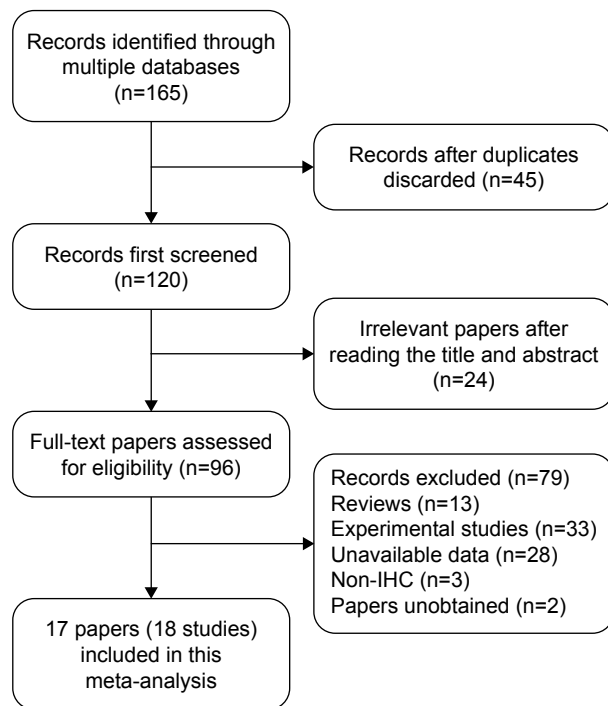 Records identified through
multiple databases
(n=165)
Records after duplicates
discarded (n=45)
Records first screened
(n=120)
Irrelevant papers after
reading the title and abstract
(n=24)
Full-text papers assessed
for eligibility (n=96)
Records excluded (n=79)
Reviews (n=13)
Experimental studies (n=33)
Unavailable data (n=28)
Non-IHC (n=3)
Papers unobtained (n=2)
17 papers (18 studies)
included in this
meta-analysis